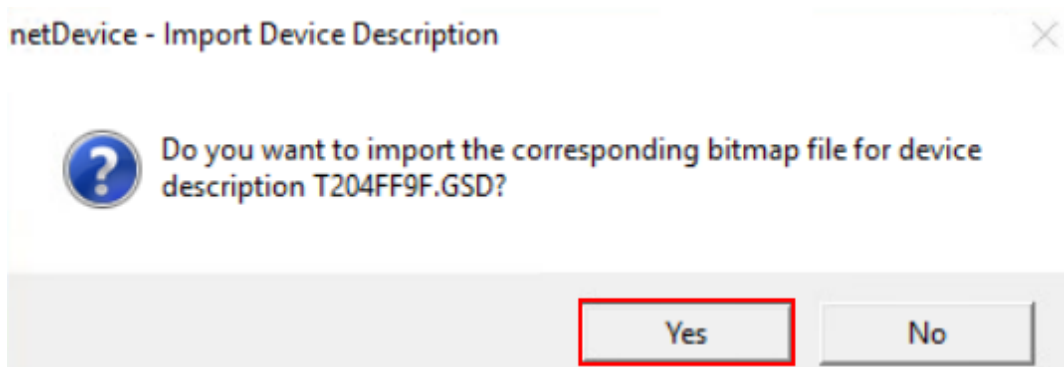 netDevice - Import Device Description
Do you want to import the corresponding bitmap file for device
description T204FF9F.GSD?
Yes No